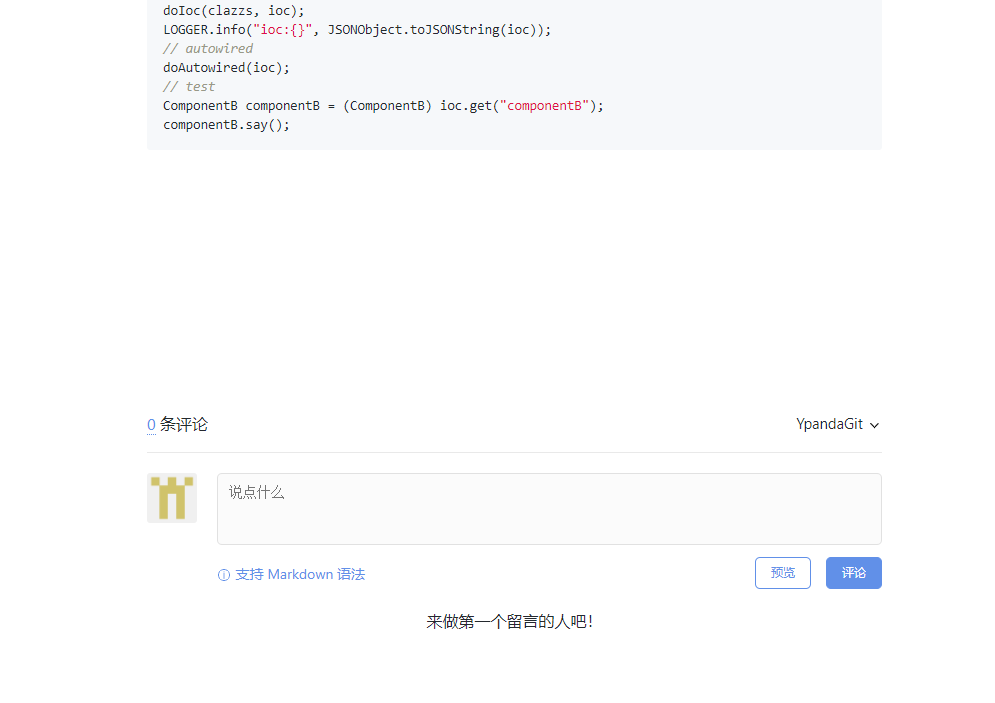 doIoc(clazzs, ioc);
LOGGER.info("ioc:{}", JSONObject.toJSONString(ioc));
// autowired
doAutowired(ioc);
// test
ComponentB componentB = (ComponentB) ioc.get("componentB");
componentB.say();
0 条评论
YpandaGit
说点什么
支持 Markdown 语法
预览
评论
来做第一个留言的人吧！